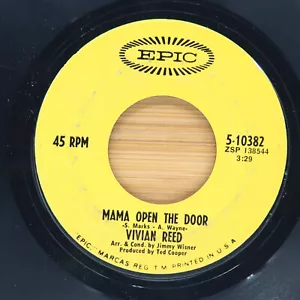 EPIC
45 RPM
5-10382
ZSP 138544
3:29
MAMA OPEN THE DOOR
-S. Marks - A. Wayne-
VIVIAN REED
Arr. & Cond. by Jimmy Wisner
Produced by Ted Cooper
EPIC, MARCAS REG. T.M. PRINTED IN U.S.A.